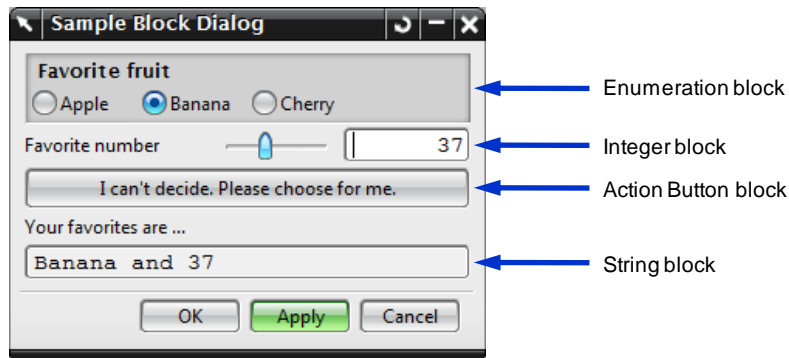 Sample Block Dialog
Favorite fruit
Enumeration block
Apple Banana Cherry
Favorite number 37
Integer block
I can't decide. Please choose for me.
Action Button block
Your favorites are ...
Banana and 37
String block
OK Apply Cancel